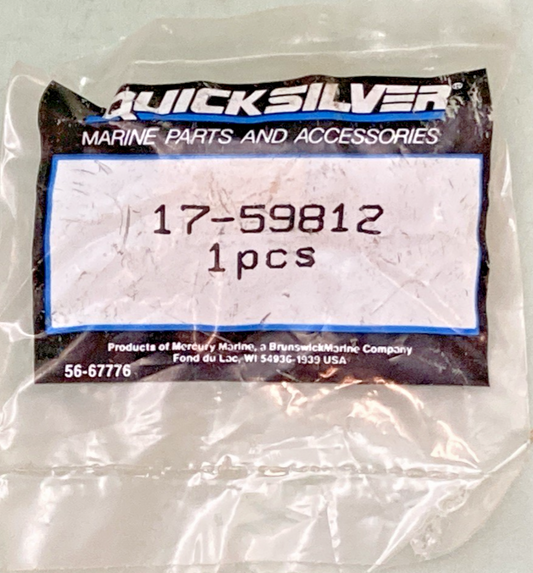 QUICKSILVER®
MARINE PARTS AND ACCESSORIES
17-59812
1pcs
Products of Mercury Marine, a BrunswickMarine Company
Fond du Lac, WI 54936-1939 USA
56-67776